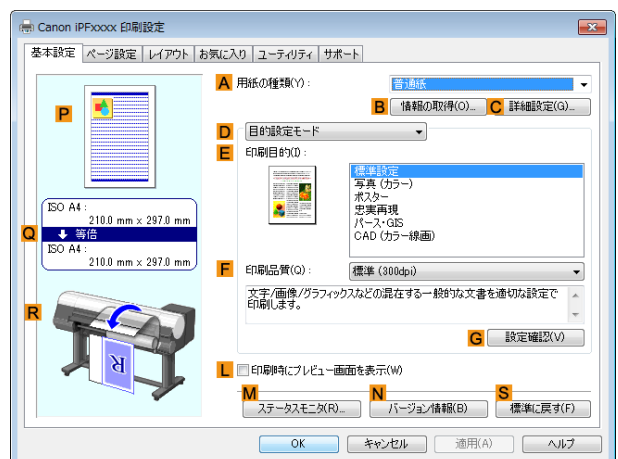 Canon iPFxxxx 印刷設定
基本設定 ページ設定 レイアウト お気に入り ユーティリティ サポート
A 用紙の種類(Y): 普通紙
B 情報の取得(O)... C 詳細設定(G)...
P
D 目的設定モード
E 印刷目的(I):
標準設定
写真 (カラー)
ポスター
忠実再現
パース・GIS
CAD (カラー線画)
ISO A4 :
210.0 mm x 297.0 mm
Q 等倍
ISO A4 :
210.0 mm x 297.0 mm
F 印刷品質(Q): 標準 (300dpi)
文字/画像/グラフィックスなどの混在する一般的な文書を適切な設定で
印刷します。
R
G 設定確認(V)
R
L 印刷時にプレビュー画面を表示(W)
M N S
ステータスモニタ(R)... バージョン情報(B) 標準に戻す(F)
OK キャンセル 適用(A) ヘルプ